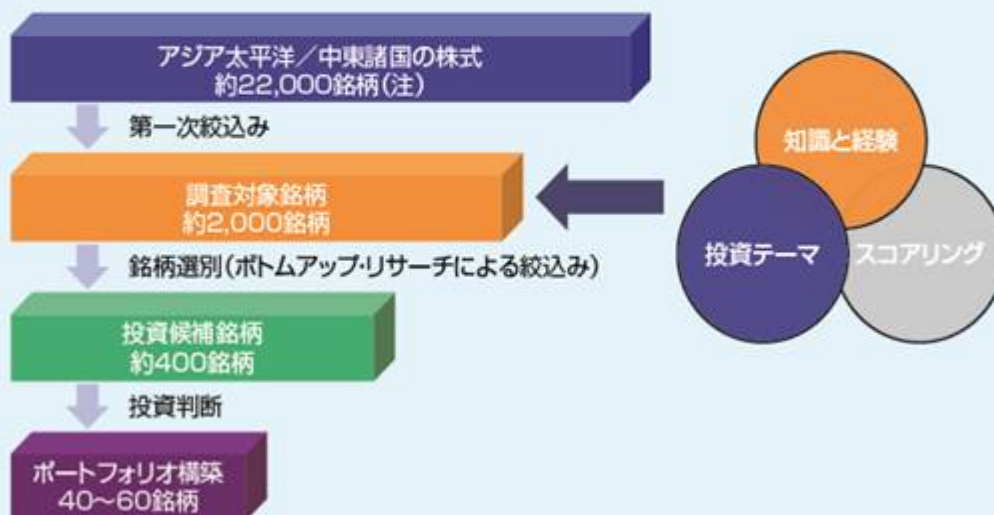 アジア太平洋／中東諸国の株式
約22,000銘柄(注)
第一次絞込み
調査対象銘柄
約2,000銘柄
銘柄選別(ボトムアップ･リサーチによる絞込み)
投資候補銘柄
約400銘柄
投資判断
ポートフォリオ構築
40〜60銘柄
知識と経験
投資テーマ
スコアリング